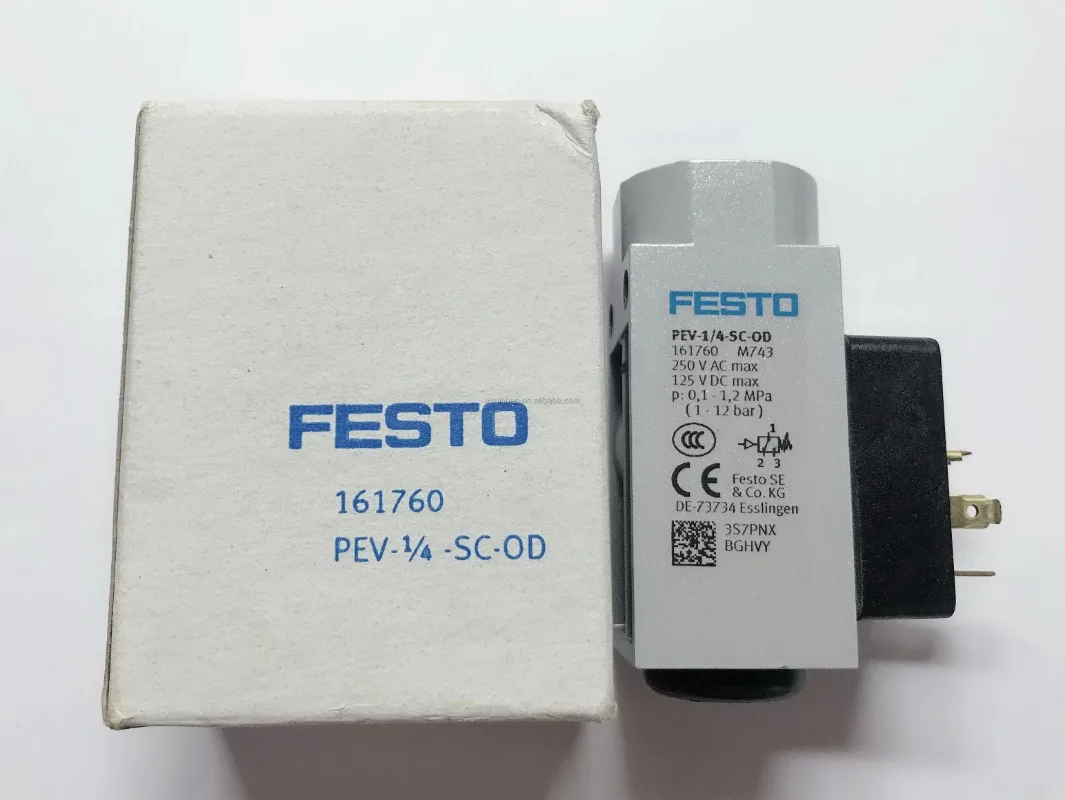 FESTO
161760
PEV-¼ -SC-OD
FESTO
PEV-1/4-SC-OD
161760 M743
250 V AC max
125 V DC max
p: 0,1 - 1,2 MPa
( 1 - 12 bar )
CCC
1
2 3
CE
Festo SE
& Co. KG
DE-73734 Esslingen
3S7PNX
BGHVY